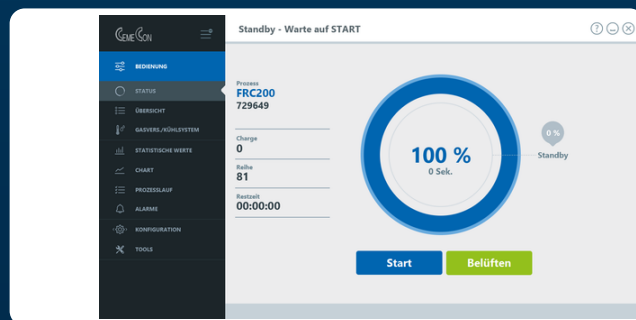 CemeCon
Standby - Warte auf START
BEDIENUNG
STATUS
ÜBERSICHT
GASVERS./KÜHLSYSTEM
STATISTISCHE WERTE
CHART
PROZESSLAUF
ALARME
KONFIGURATION
TOOLS
Prozess
FRC200
729649
Charge
0
Reihe
81
Restzeit
00:00:00
100 %
0 Sek.
0 %
Standby
Start
Belüften